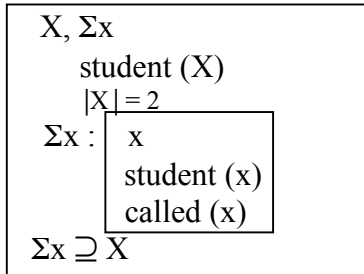 X, Σx
student (X)
|X| = 2
Σx : x
student (x)
called (x)
Σx ⊇ X